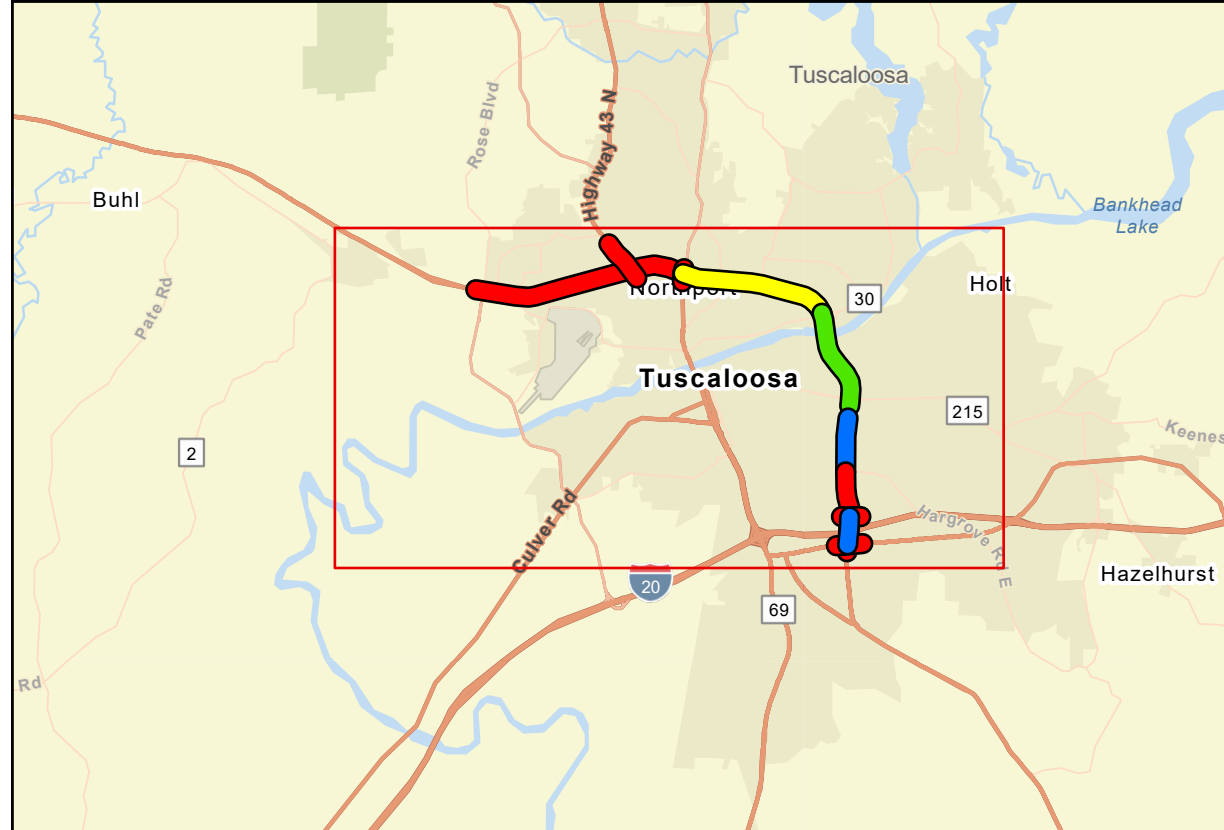 Tuscaloosa
Rose Blvd
Highway 43 N
Buhl
Bankhead
Lake
Holt
30
Northport
Pate Rd
Tuscaloosa
215
Keenes
2
Culver Rd
Hargrove Rd E
Hazelhurst
20
69
Rd